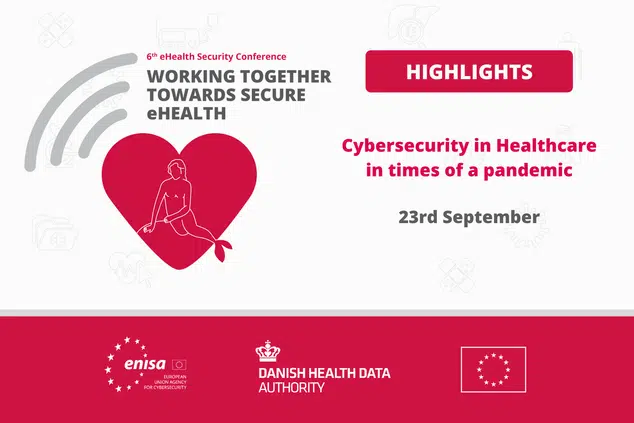 6th eHealth Security Conference
WORKING TOGETHER
TOWARDS SECURE
eHEALTH
HIGHLIGHTS
Cybersecurity in Healthcare
in times of a pandemic
23rd September
enisa
EUROPEAN
UNION AGENCY
FOR CYBERSECURITY
DANISH HEALTH DATA
AUTHORITY